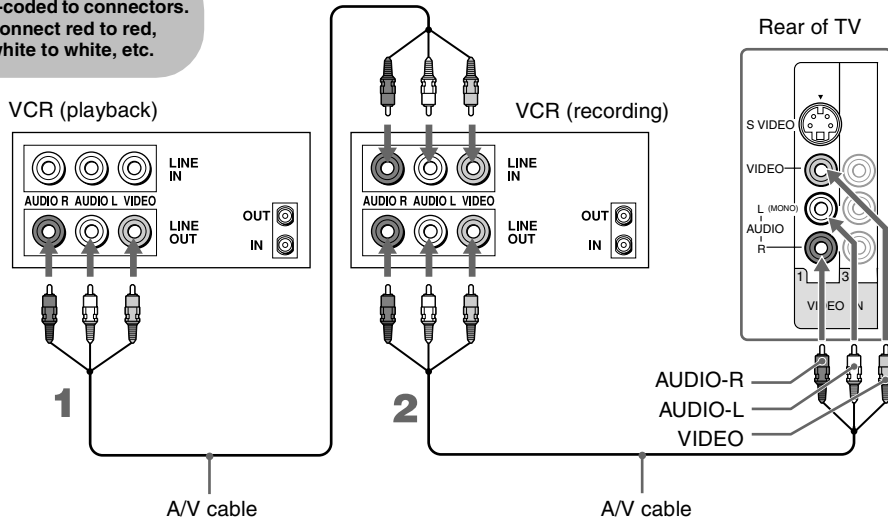 -coded to connectors.
onnect red to red,
white to white, etc.
Rear of TV
VCR (playback)
VCR (recording)
LINE
IN
AUDIO R AUDIO L VIDEO
LINE
OUT
OUT
IN
LINE
IN
AUDIO R AUDIO L VIDEO
LINE
OUT
OUT
IN
S VIDEO
VIDEO
L (MONO)
AUDIO
R
1
3
VIDEO IN
1
2
AUDIO-R
AUDIO-L
VIDEO
A/V cable
A/V cable